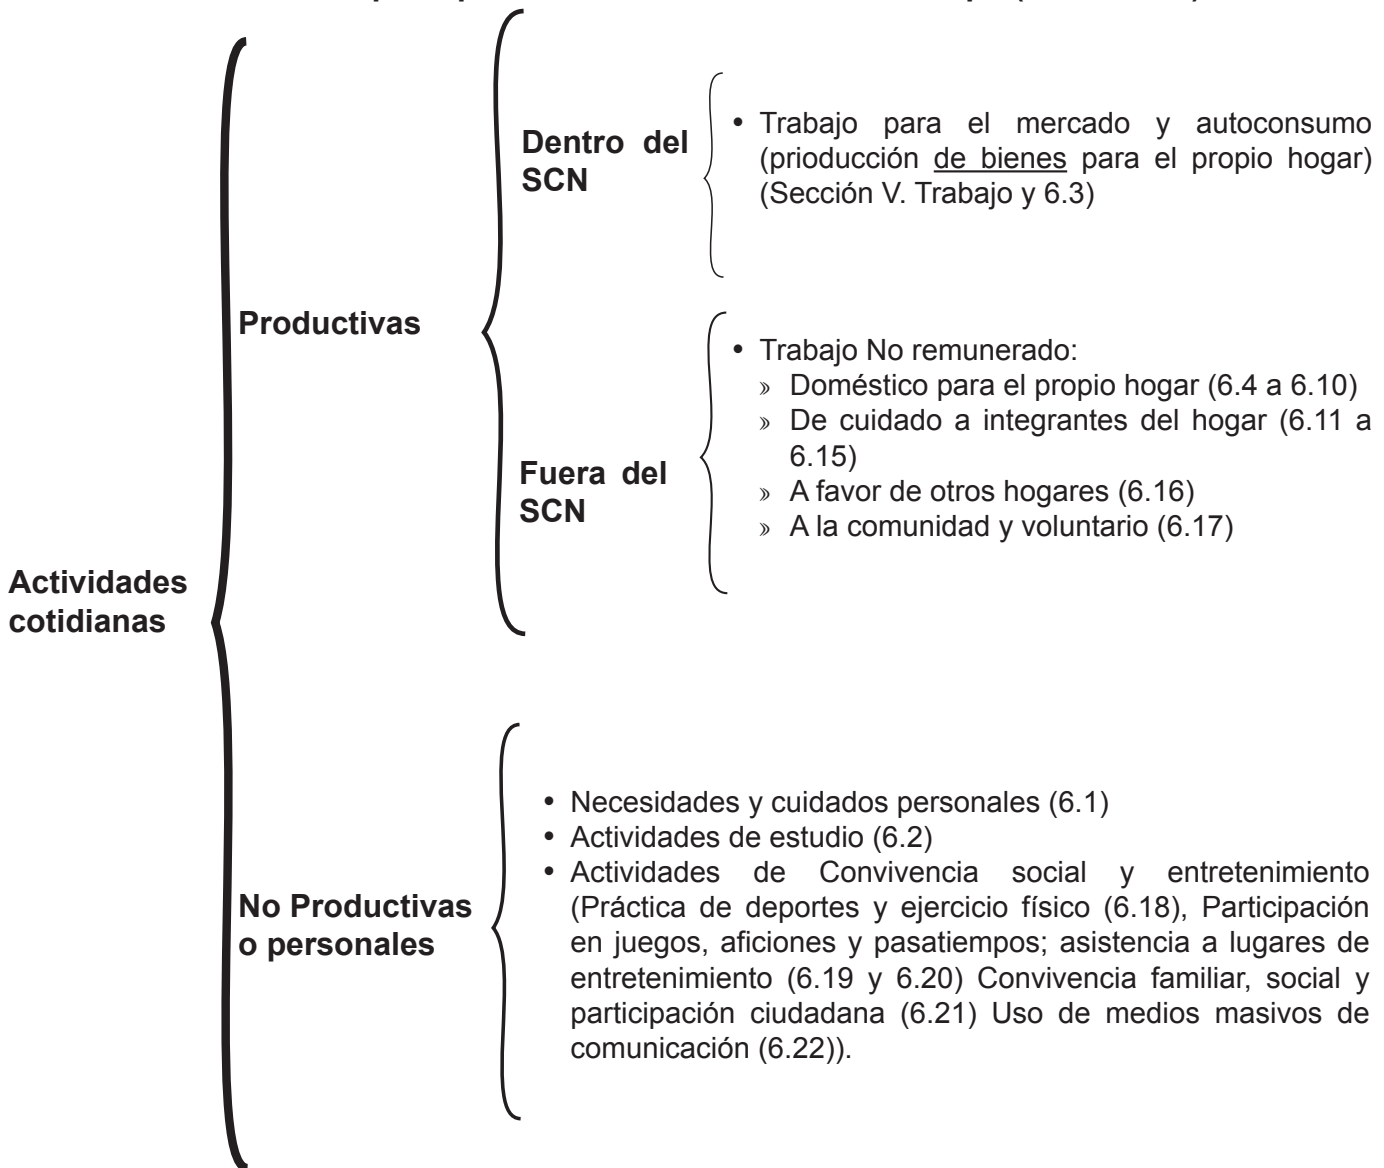 Actividades
cotidianas
Productivas
Dentro del
SCN
• Trabajo para el mercado y autoconsumo
(prioducción de bienes para el propio hogar)
(Sección V. Trabajo y 6.3)
Fuera del
SCN
• Trabajo No remunerado:
» Doméstico para el propio hogar (6.4 a 6.10)
» De cuidado a integrantes del hogar (6.11 a
6.15)
» A favor de otros hogares (6.16)
» A la comunidad y voluntario (6.17)
No Productivas
o personales
• Necesidades y cuidados personales (6.1)
• Actividades de estudio (6.2)
• Actividades de Convivencia social y entretenimiento
(Práctica de deportes y ejercicio físico (6.18), Participación
en juegos, aficiones y pasatiempos; asistencia a lugares de
entretenimiento (6.19 y 6.20) Convivencia familiar, social y
participación ciudadana (6.21) Uso de medios masivos de
comunicación (6.22)).